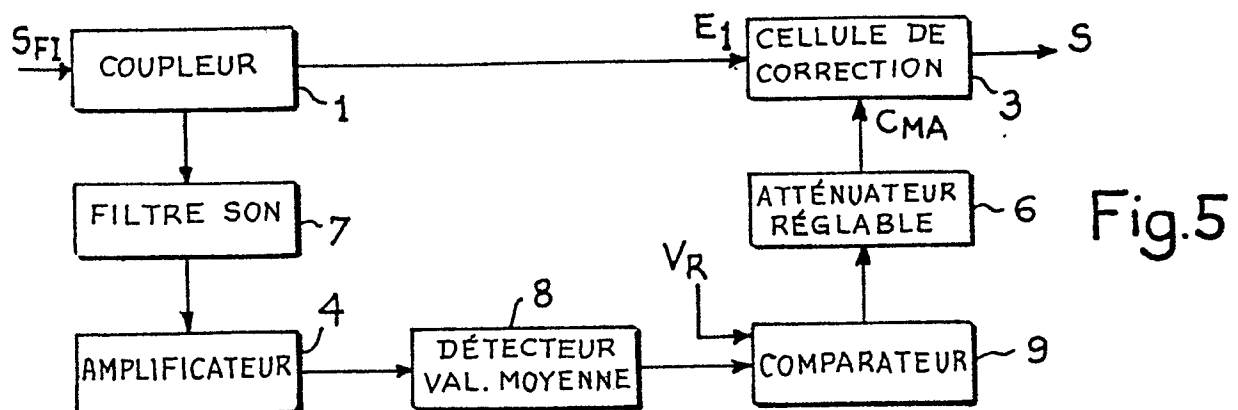 SFI
COUPLEUR
1
E1
CELLULE DE
CORRECTION
3
S
CMA
FILTRE SON
7
ATTÉNUATEUR
RÉGLABLE
6
Fig.5
VR
AMPLIFICATEUR
4
DÉTECTEUR
VAL. MOYENNE
8
COMPARATEUR
9